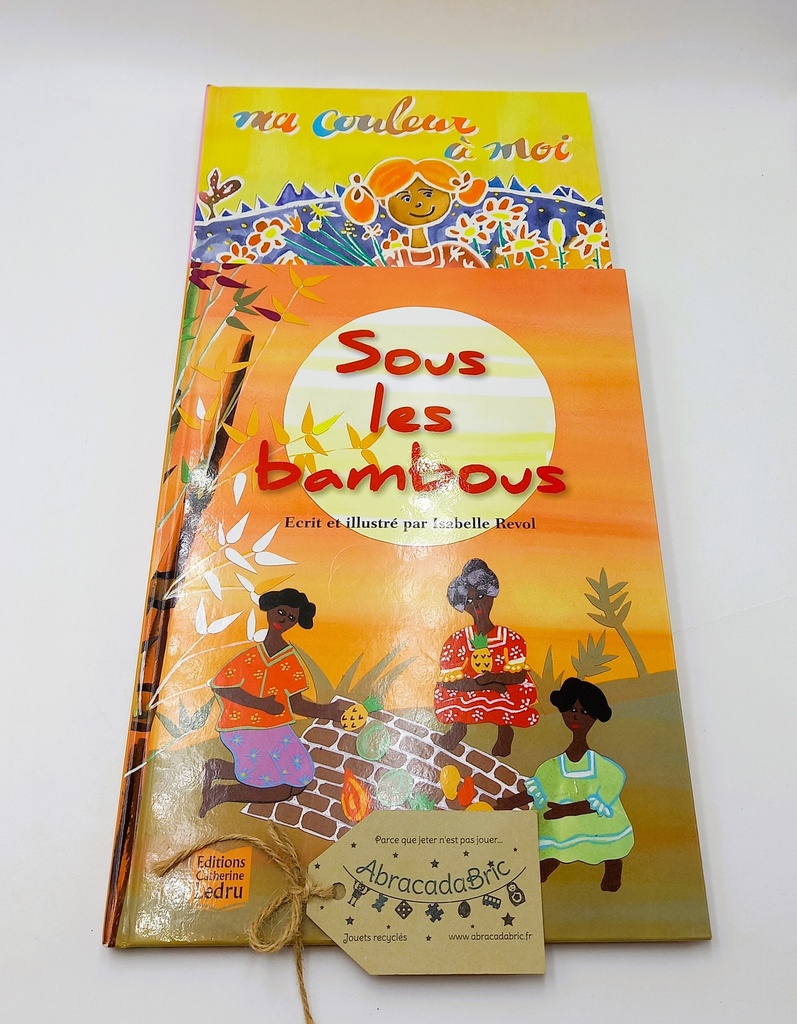 ma couleur
à moi
Sous
les
bambous
Ecrit et illustré par Isabelle Revol
Editions
Catherine
Ledru
Parce que jeter n'est pas jouer...
AbracadaBric
Jouets recyclés
www.abracadabric.fr